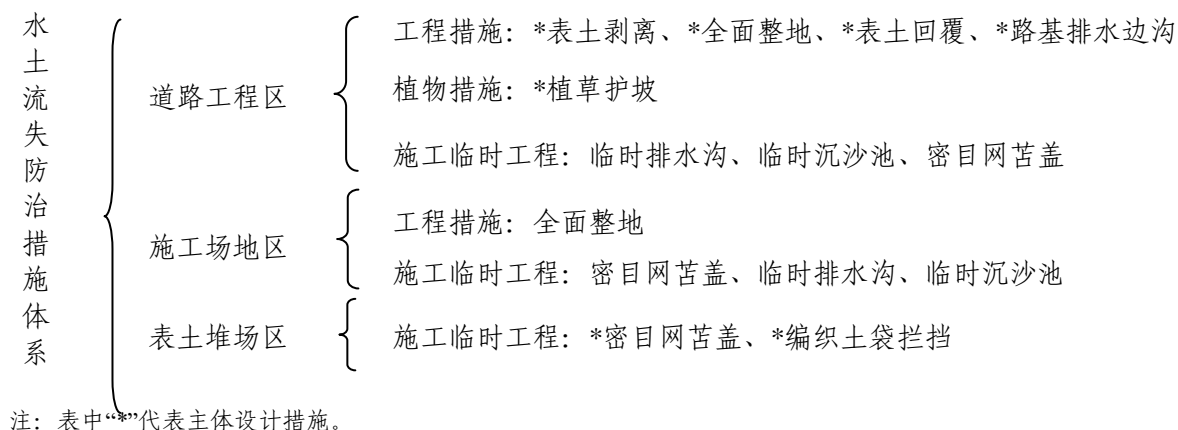 水土流失防治措施体系
道路工程区
工程措施：*表土剥离、*全面整地、*表土回覆、*路基排水边沟
植物措施：*植草护坡
施工临时工程：临时排水沟、临时沉沙池、密目网苫盖
施工场地区
工程措施：全面整地
施工临时工程：密目网苫盖、临时排水沟、临时沉沙池
表土堆场区
施工临时工程：*密目网苫盖、*编织土袋拦挡
注：表中“*”代表主体设计措施。